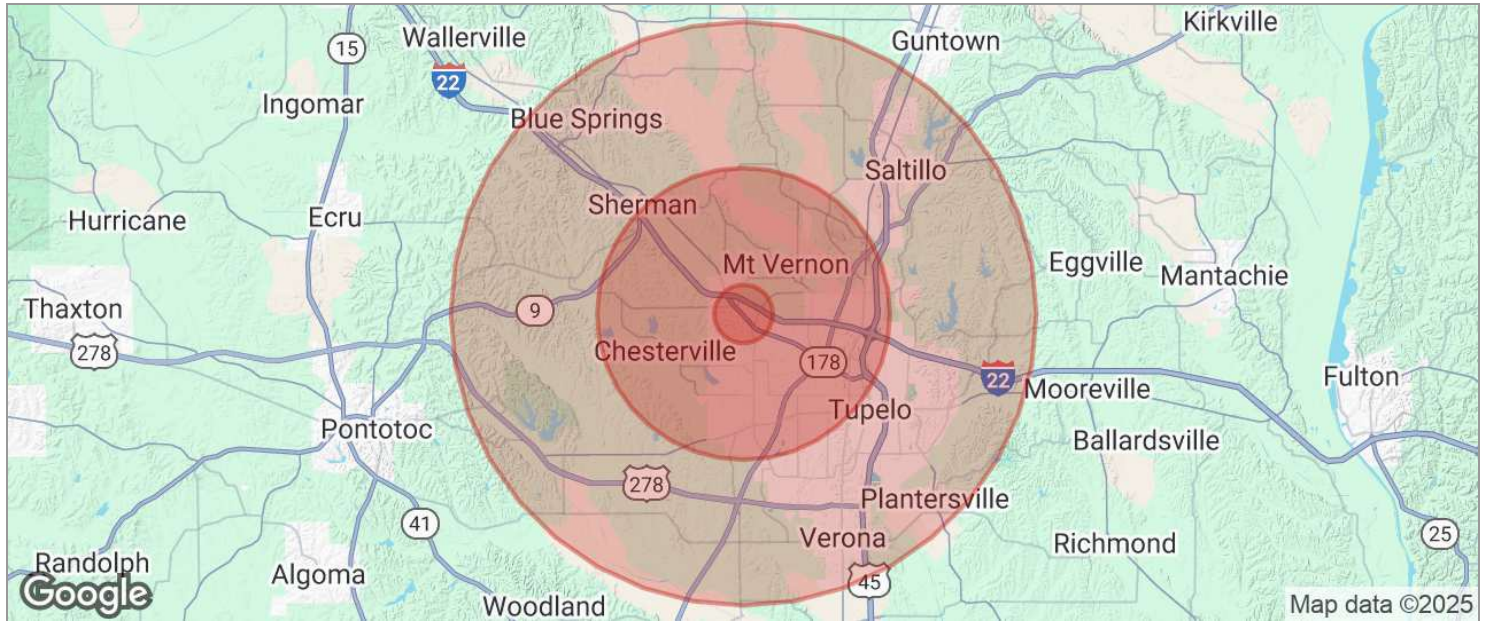 Kirkville
Wallerville
Guntown
15
22
Ingomar
Blue Springs
Saltillo
Sherman
Hurricane
Ecru
Mt Vernon
Eggville
Mantachie
Thaxton
9
278
Chesterville
178
22
Mooreville
Fulton
Tupelo
Pontotoc
Ballardsville
278
Plantersville
41
Verona
Richmond
25
Randolph
Algoma
45
Google
Woodland
Map data ©2025